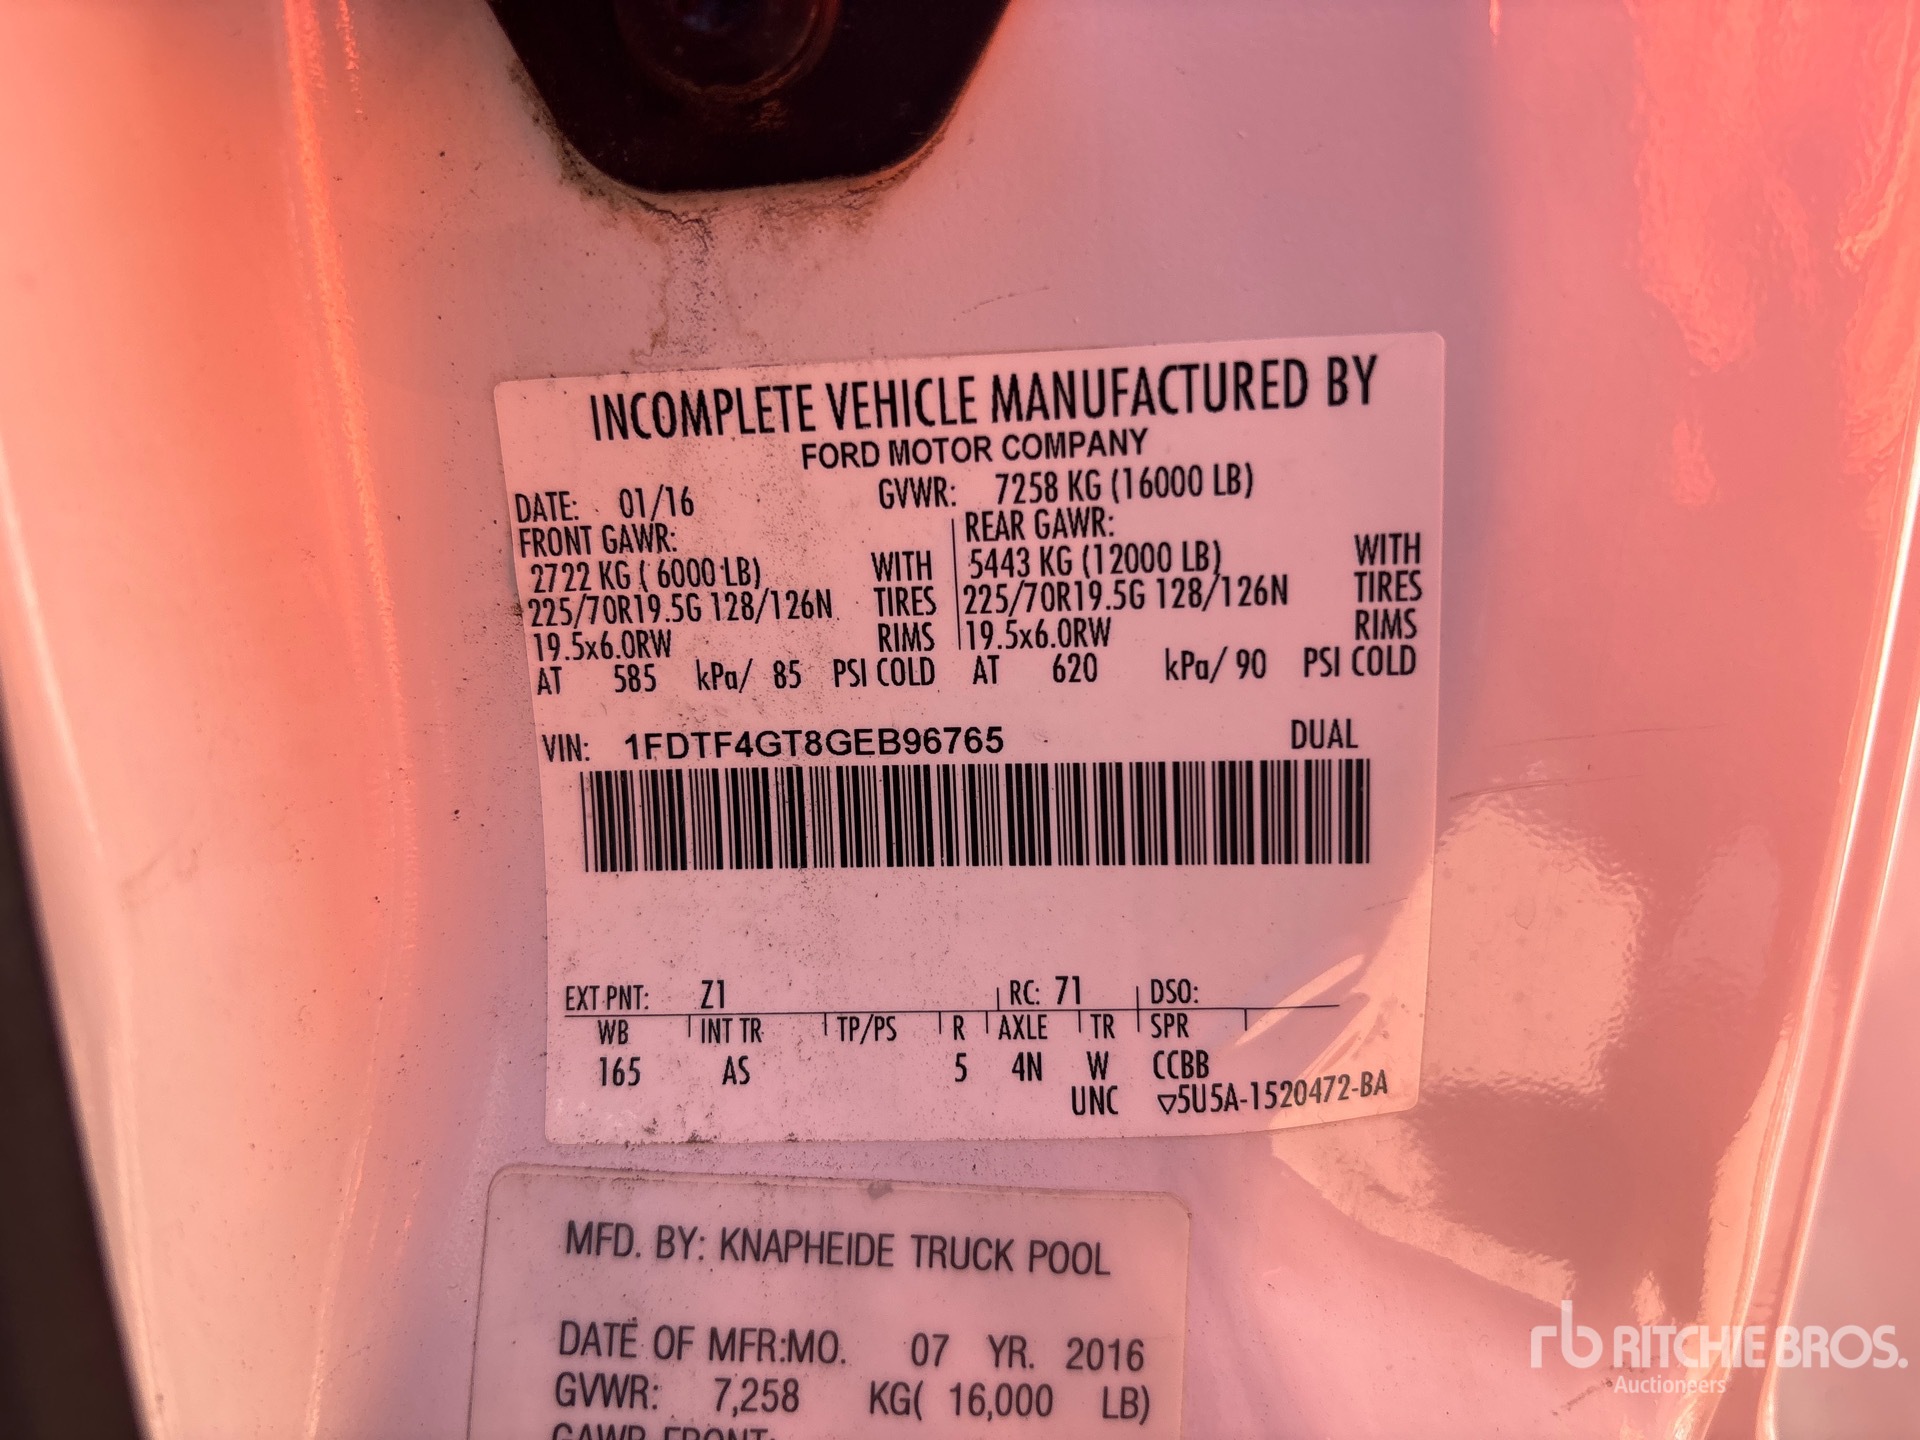 INCOMPLETE VEHICLE MANUFACTURED BY
FORD MOTOR COMPANY
DATE: 01/16 GVWR: 7258 KG (16000 LB)
FRONT GAWR: REAR GAWR:
2722 KG ( 6000 LB) WITH 5443 KG (12000 LB) WITH
225/70R19.5G 128/126N TIRES 225/70R19.5G 128/126N TIRES
19.5x6.0RW RIMS 19.5x6.0RW RIMS
AT 585 kPa/ 85 PSI COLD AT 620 kPa/ 90 PSI COLD
VIN: 1FDTF4GT8GEB96765 DUAL
EXT PNT: Z1 RC: 71 DSO:
WB INT TR TP/PS R AXLE TR SPR
165 AS 5 4N W CCBB
UNC ▽5U5A-1520472-BA
MFD. BY: KNAPHEIDE TRUCK POOL
DATE OF MFR:MO. 07 YR. 2016
GVWR: 7,258 KG( 16,000 LB)
GAWR FRONT:
rb RITCHIE BROS.
Auctioneers